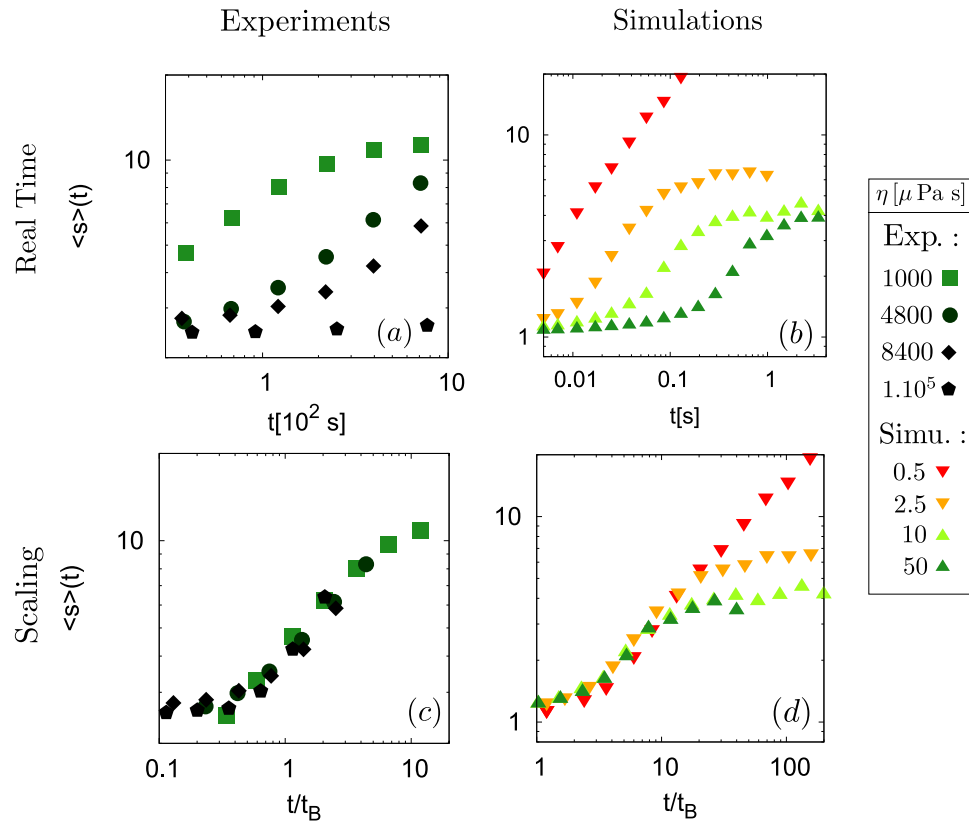 Experiments
Simulations
Real Time
<s>(t)
10
(a)
1
10
t[10² s]
10
1
(b)
0.01
0.1
1
t[s]
η [μ Pa s]
Exp. :
1000
4800
8400
1.10⁵
Simu. :
0.5
2.5
10
50
Scaling
<s>(t)
10
(c)
0.1
1
10
t/t_B
10
1
(d)
1
10
100
t/t_B